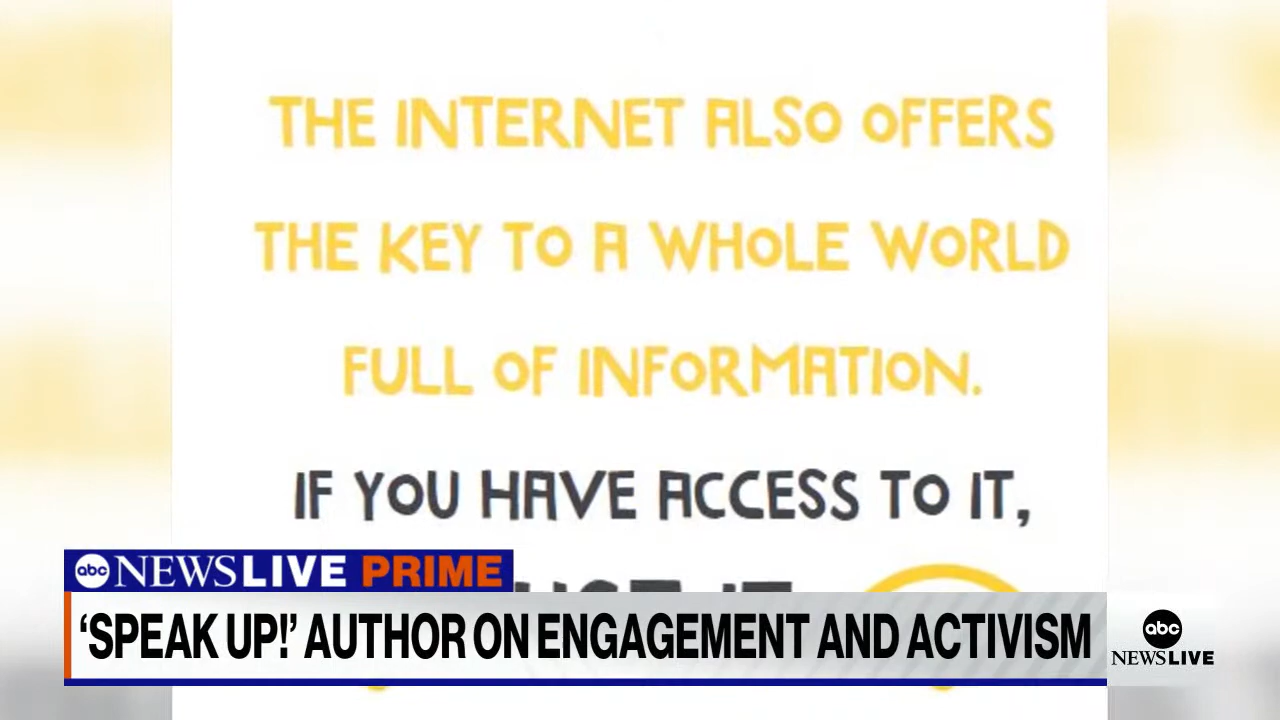 THE INTERNET ALSO OFFERS
THE KEY TO A WHOLE WORLD
FULL OF INFORMATION.
IF YOU HAVE ACCESS TO IT,
abc NEWS LIVE PRIME
‘SPEAK UP!’ AUTHOR ON ENGAGEMENT AND ACTIVISM
abc
NEWS LIVE